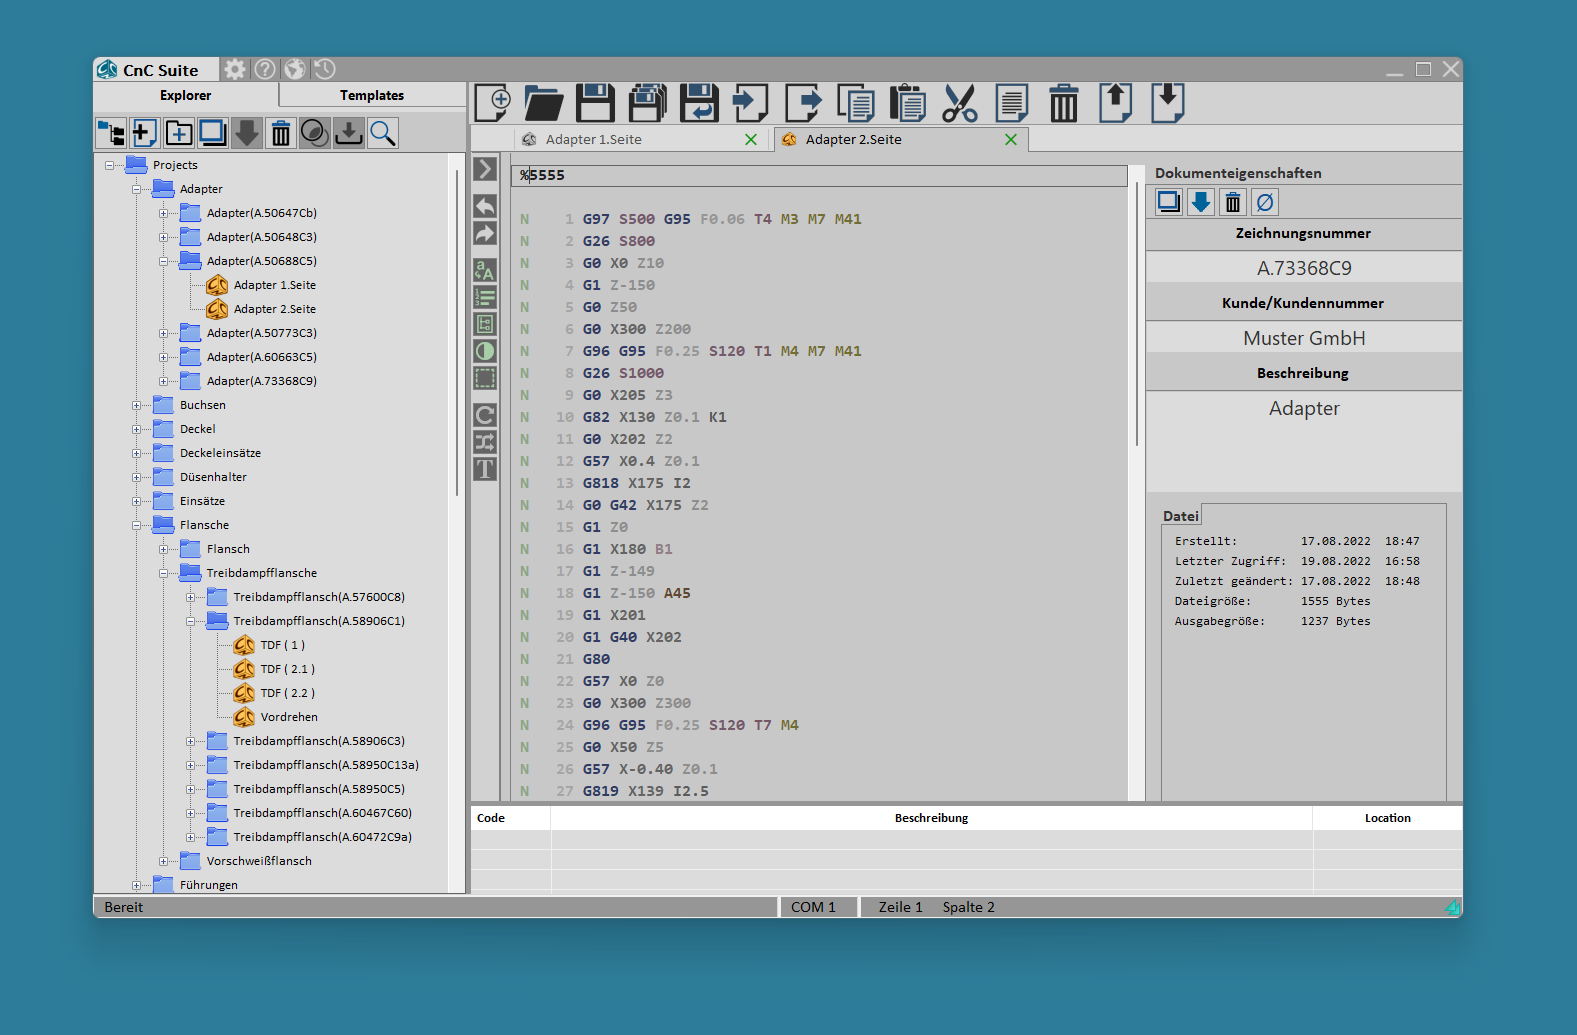 CnC Suite
Explorer
Templates
Projects
Adapter
Adapter(A.50647Cb)
Adapter(A.50648C3)
Adapter(A.50688C5)
Adapter 1.Seite
Adapter 2.Seite
Adapter(A.50773C3)
Adapter(A.60663C5)
Adapter(A.73368C9)
Buchsen
Deckel
Deckeleinsätze
Düsenhalter
Einsätze
Flansche
Flansch
Treibdampfflansche
Treibdampfflansch(A.57600C8)
Treibdampfflansch(A.58906C1)
TDF ( 1 )
TDF ( 2.1 )
TDF ( 2.2 )
Vordrehen
Treibdampfflansch(A.58906C3)
Treibdampfflansch(A.58950C13a)
Treibdampfflansch(A.58950C5)
Treibdampfflansch(A.60467C60)
Treibdampfflansch(A.60472C9a)
Vorschweißflansch
Führungen
Adapter 1.Seite
Adapter 2.Seite
%5555
N 1 G97 S500 G95 F0.06 T4 M3 M7 M41
N 2 G26 S800
N 3 G0 X0 Z10
N 4 G1 Z-150
N 5 G0 Z50
N 6 G0 X300 Z200
N 7 G96 G95 F0.25 S120 T1 M4 M7 M41
N 8 G26 S1000
N 9 G0 X205 Z3
N 10 G82 X130 Z0.1 K1
N 11 G0 X202 Z2
N 12 G57 X0.4 Z0.1
N 13 G818 X175 I2
N 14 G0 G42 X175 Z2
N 15 G1 Z0
N 16 G1 X180 B1
N 17 G1 Z-149
N 18 G1 Z-150 A45
N 19 G1 X201
N 20 G1 G40 X202
N 21 G80
N 22 G57 X0 Z0
N 23 G0 X300 Z300
N 24 G96 G95 F0.25 S120 T7 M4
N 25 G0 X50 Z5
N 26 G57 X-0.40 Z0.1
N 27 G819 X139 I2.5
Dokumenteigenschaften
Zeichnungsnummer
A.73368C9
Kunde/Kundennummer
Muster GmbH
Beschreibung
Adapter
Datei
Erstellt: 17.08.2022 18:47
Letzter Zugriff: 19.08.2022 16:58
Zuletzt geändert: 17.08.2022 18:48
Dateigröße: 1555 Bytes
Ausgabegröße: 1237 Bytes
Code Beschreibung Location
Bereit COM 1 Zeile 1 Spalte 2